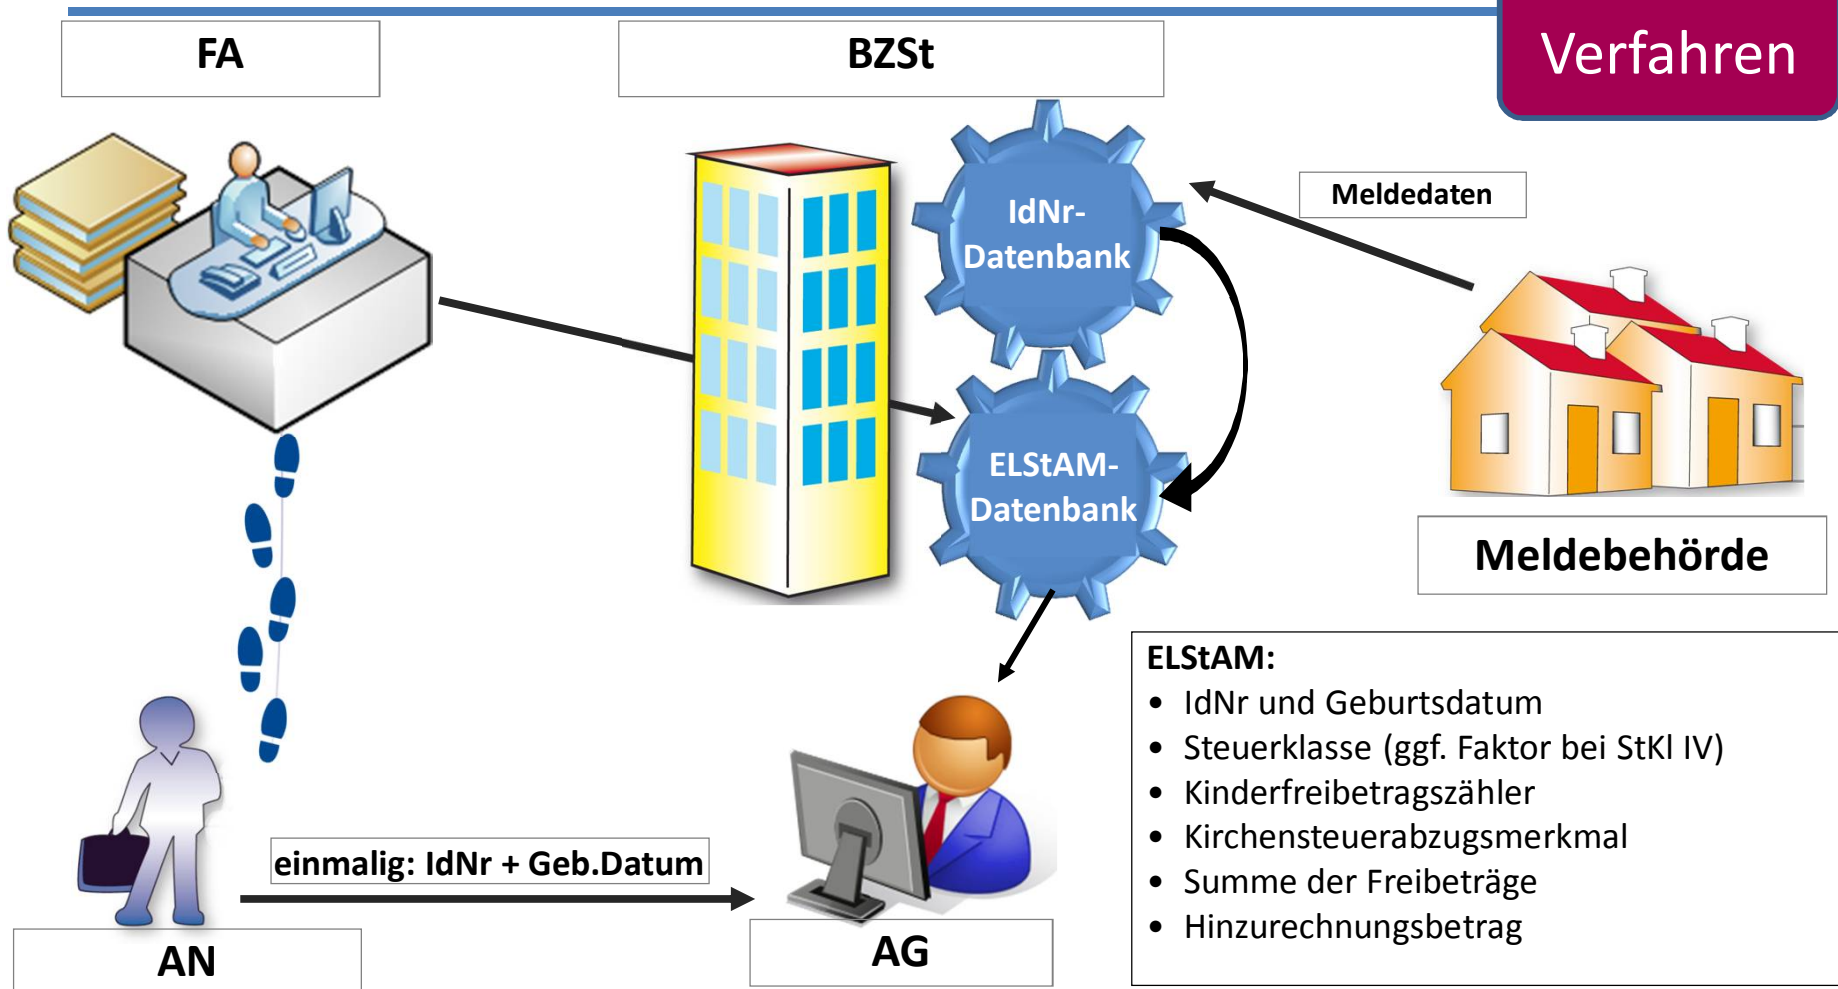 Verfahren
FA
BZSt
IdNr-
Datenbank
Meldedaten
ELStAM-
Datenbank
Meldebehörde
ELStAM:
• IdNr und Geburtsdatum
• Steuerklasse (ggf. Faktor bei StKl IV)
• Kinderfreibetragszähler
• Kirchensteuerabzugsmerkmal
• Summe der Freibeträge
• Hinzurechnungsbetrag
einmalig: IdNr + Geb.Datum
AN
AG